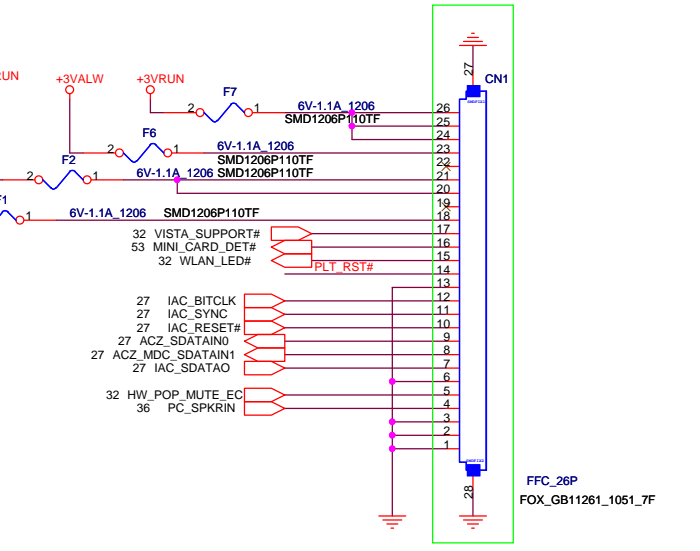 27
CN1
RUN
+3VALW
+3VRUN
F7
2
1
6V-1.1A_1206
26
SMD1206P110TF
25
24
F6
2
1
6V-1.1A_1206
23
SMD1206P110TF
22
F2
2
1
6V-1.1A_1206
SMD1206P110TF
21
20
19
F1
1
6V-1.1A_1206
SMD1206P110TF
18
32 VISTA_SUPPORT#
17
53 MINI_CARD_DET#
16
32 WLAN_LED#
15
PLT_RST#
14
13
27 IAC_BITCLK
12
27 IAC_SYNC
11
27 IAC_RESET#
10
27 ACZ_SDATAIN0
9
27 ACZ_MDC_SDATAIN1
8
27 IAC_SDATAO
7
6
32 HW_POP_MUTE_EC
5
36 PC_SPKRIN
4
3
2
1
28
FFC_26P
FOX_GB11261_1051_7F